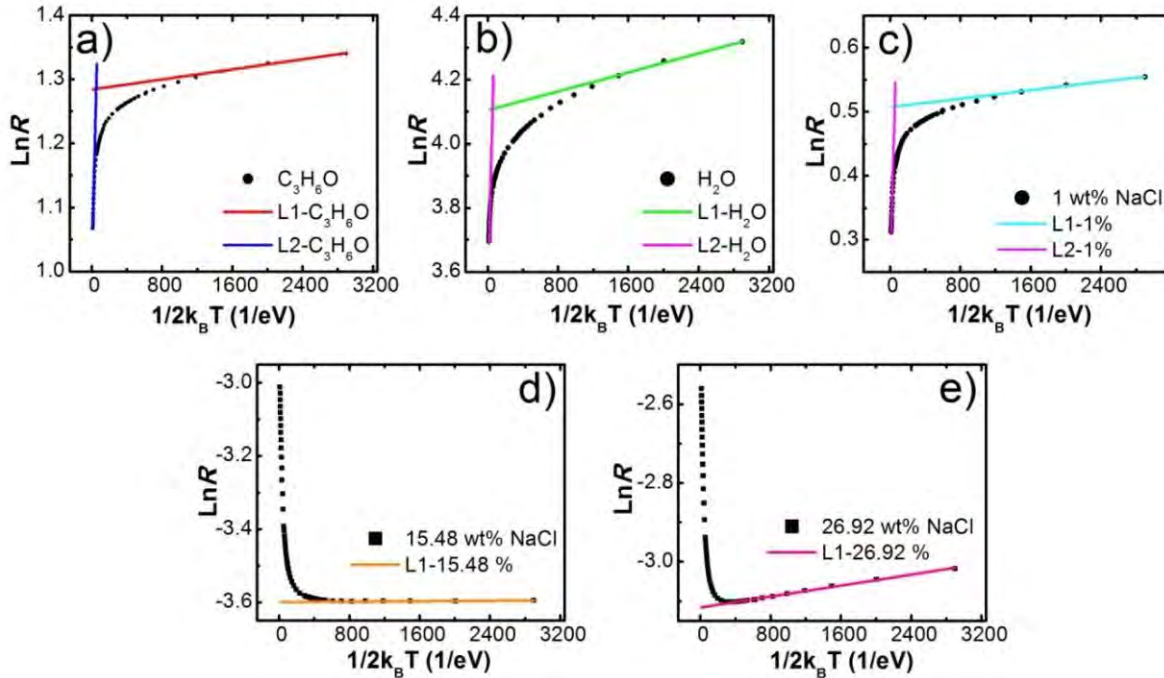 a)
1.4
1.3
1.2
1.1
1.0
LnR
C₃H₆O
L1-C₃H₆O
L2-C₃H₆O
0 800 1600 2400 3200
1/2k_BT (1/eV)
b)
4.4
4.2
4.0
3.8
3.6
LnR
H₂O
L1-H₂O
L2-H₂O
0 800 1600 2400 3200
1/2k_BT (1/eV)
c)
0.6
0.5
0.4
0.3
LnR
1 wt% NaCl
L1-1%
L2-1%
0 800 1600 2400 3200
1/2k_BT (1/eV)
d)
-3.0
-3.2
-3.4
-3.6
LnR
15.48 wt% NaCl
L1-15.48 %
0 800 1600 2400 3200
1/2k_BT (1/eV)
e)
-2.6
-2.8
-3.0
LnR
26.92 wt% NaCl
L1-26.92 %
0 800 1600 2400 3200
1/2k_BT (1/eV)